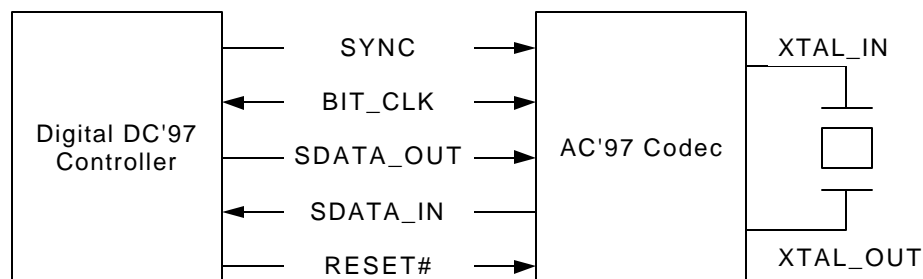 SYNC
XTAL_IN
BIT_CLK
Digital DC'97
Controller
SDATA_OUT
AC'97 Codec
SDATA_IN
RESET#
XTAL_OUT